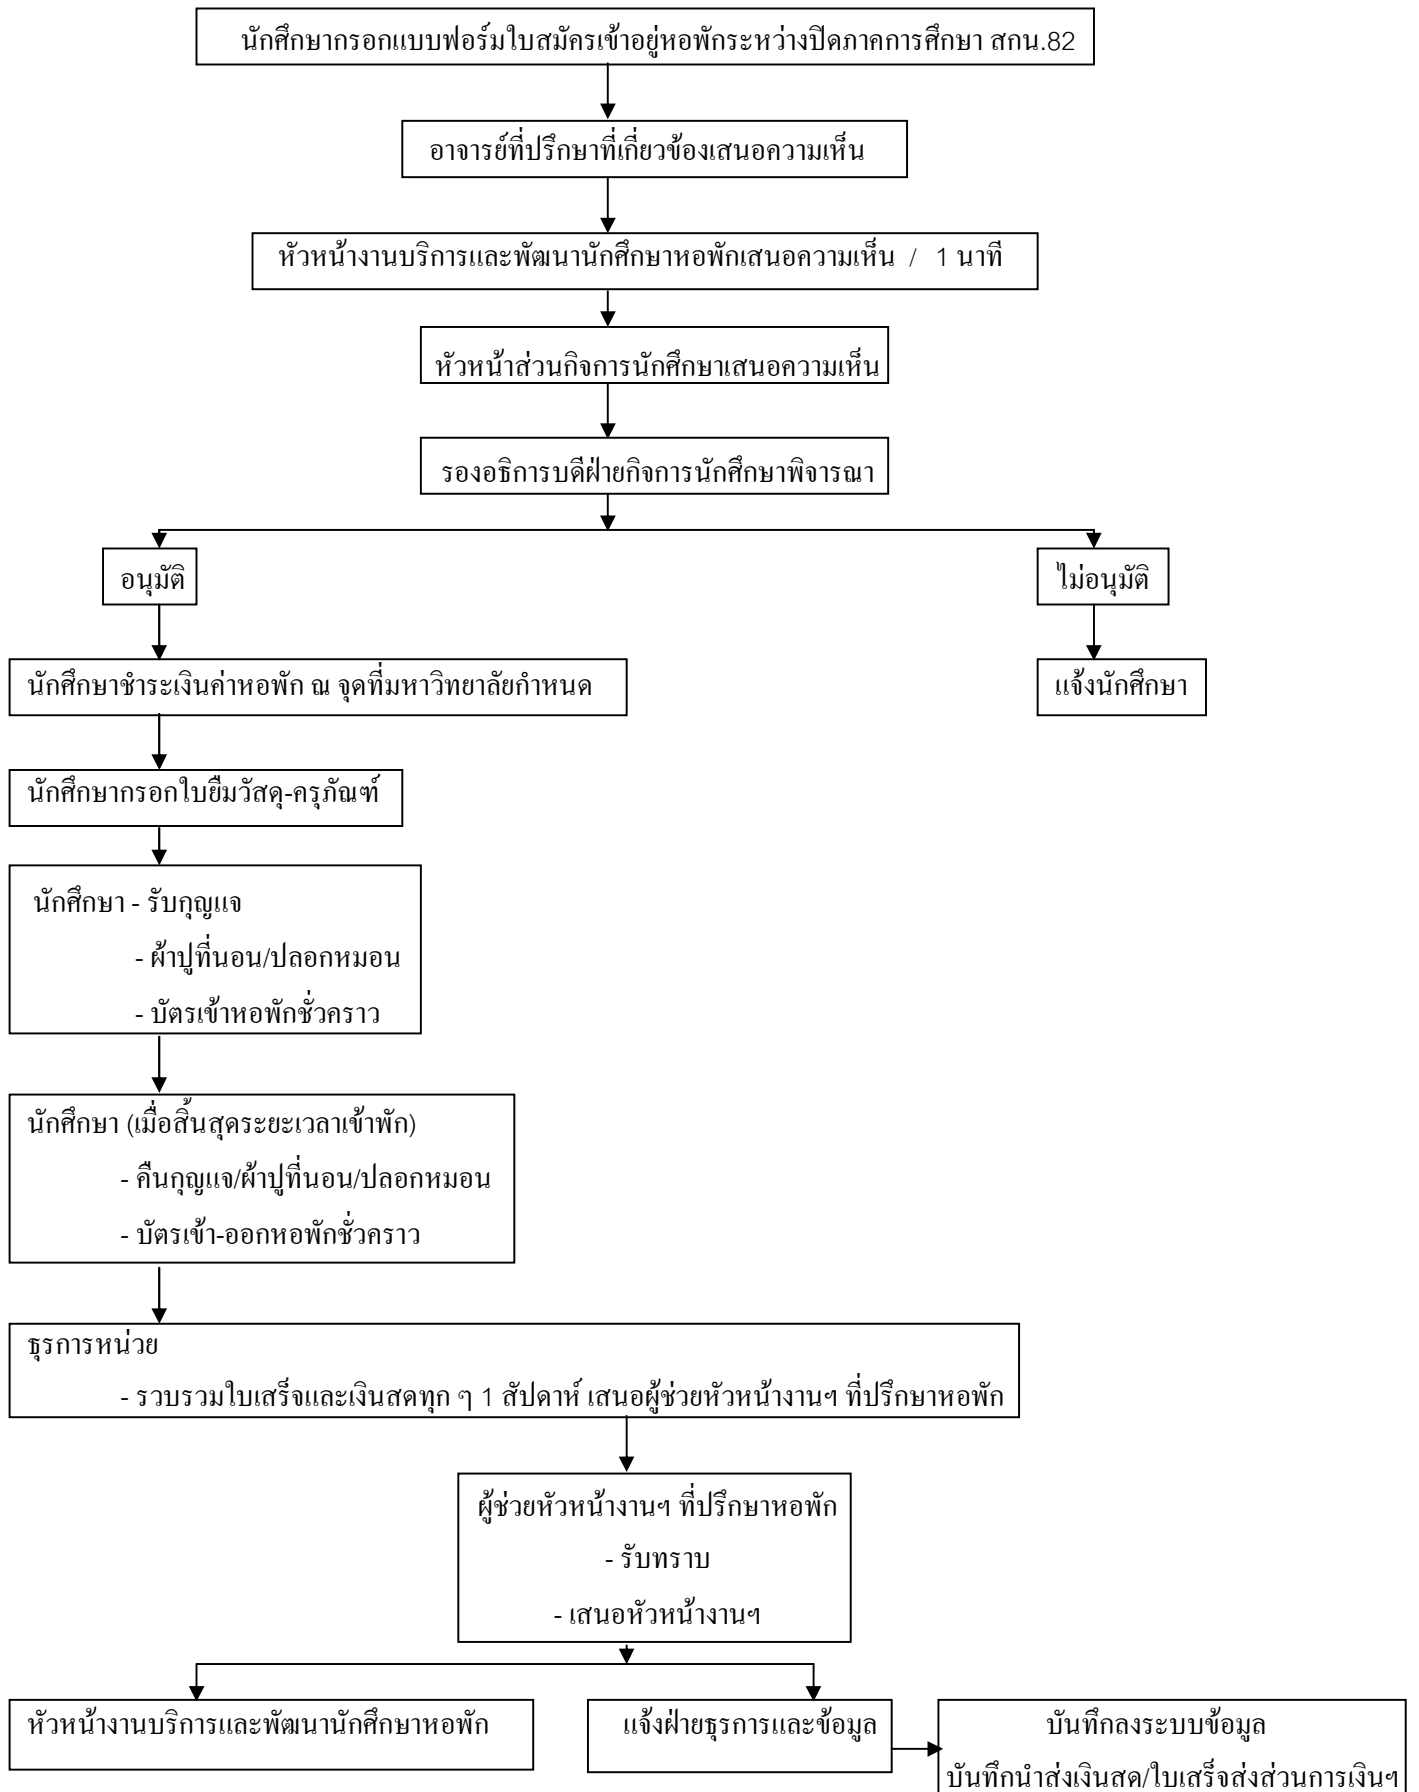 นักศึกษากรอกแบบฟอร์มใบสมัครเข้าอยู่หอพักระหว่างปิดภาคการศึกษา สกน.82
อาจารย์ที่ปรึกษาที่เกี่ยวข้องเสนอความเห็น
หัวหน้างานบริการและพัฒนานักศึกษาหอพักเสนอความเห็น / 1 นาที
หัวหน้าส่วนกิจการนักศึกษาเสนอความเห็น
รองอธิการบดีฝ่ายกิจการนักศึกษาพิจารณา
อนุมัติ
ไม่อนุมัติ
นักศึกษาชำระเงินค่าหอพัก ณ จุดที่มหาวิทยาลัยกำหนด
แจ้งนักศึกษา
นักศึกษากรอกใบยืมวัสดุ-ครุภัณฑ์
นักศึกษา - รับกุญแจ
- ผ้าปูที่นอน/ปลอกหมอน
- บัตรเข้าหอพักชั่วคราว
นักศึกษา (เมื่อสิ้นสุดระยะเวลาเข้าพัก)
- คืนกุญแจ/ผ้าปูที่นอน/ปลอกหมอน
- บัตรเข้า-ออกหอพักชั่วคราว
ธุรการหน่วย
- รวบรวมใบเสร็จและเงินสดทุก ๆ 1 สัปดาห์ เสนอผู้ช่วยหัวหน้างานฯ ที่ปรึกษาหอพัก
ผู้ช่วยหัวหน้างานฯ ที่ปรึกษาหอพัก
- รับทราบ
- เสนอหัวหน้างานฯ
หัวหน้างานบริการและพัฒนานักศึกษาหอพัก
แจ้งฝ่ายธุรการและข้อมูล
บันทึกลงระบบข้อมูล
บันทึกนำส่งเงินสด/ใบเสร็จส่งส่วนการเงินฯ